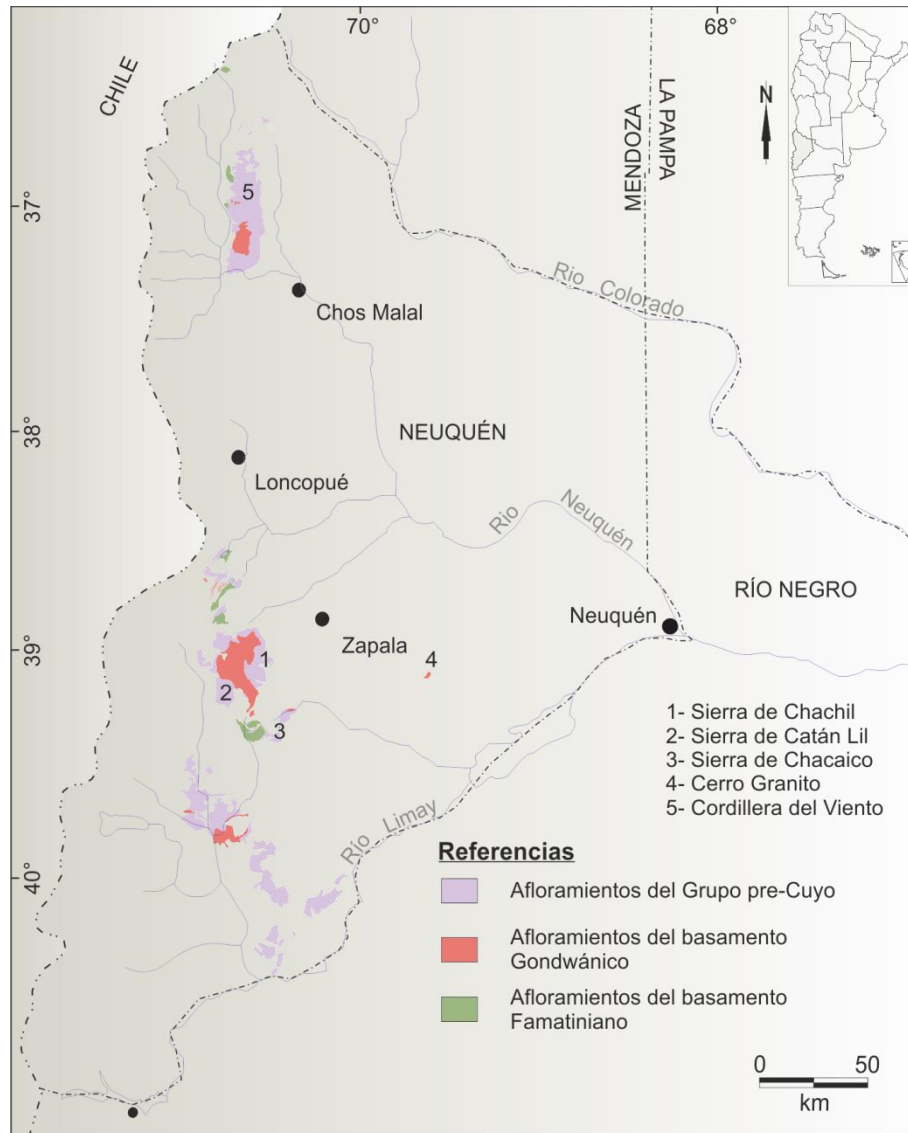 70°
68°
CHILE
MENDOZA
LA PAMPA
N
5
37°
Rio Colorado
Chos Malal
38°
NEUQUÉN
Loncopué
Rio Neuquén
RÍO NEGRO
Neuquén
39°
1
Zapala
4
2
3
1- Sierra de Chachil
2- Sierra de Catán Lil
3- Sierra de Chacaico
4- Cerro Granito
5- Cordillera del Viento
Río Limay
40°
Referencias
Afloramientos del Grupo pre-Cuyo
Afloramientos del basamento
Gondwánico
Afloramientos del basamento
Famatiniano
0 50
km